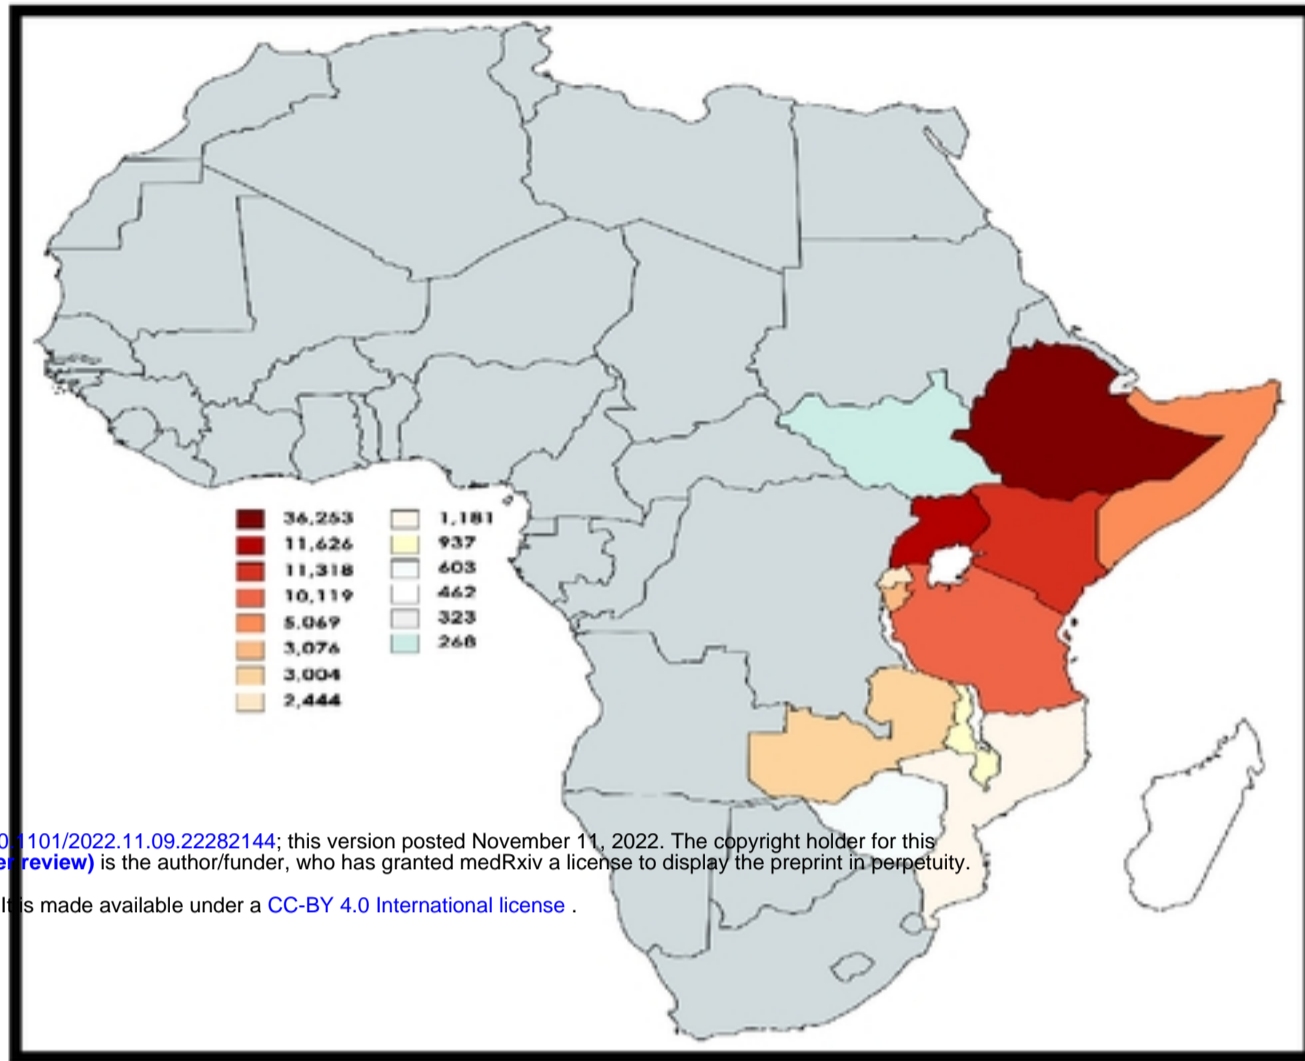 36,253 1,181
11,626 937
11,318 603
10,119 462
5.069 323
3,076 268
3,004
2,444
0.1101/2022.11.09.22282144; this version posted November 11, 2022. The copyright holder for this
er review) is the author/funder, who has granted medRxiv a license to display the preprint in perpetuity.
It is made available under a CC-BY 4.0 International license .